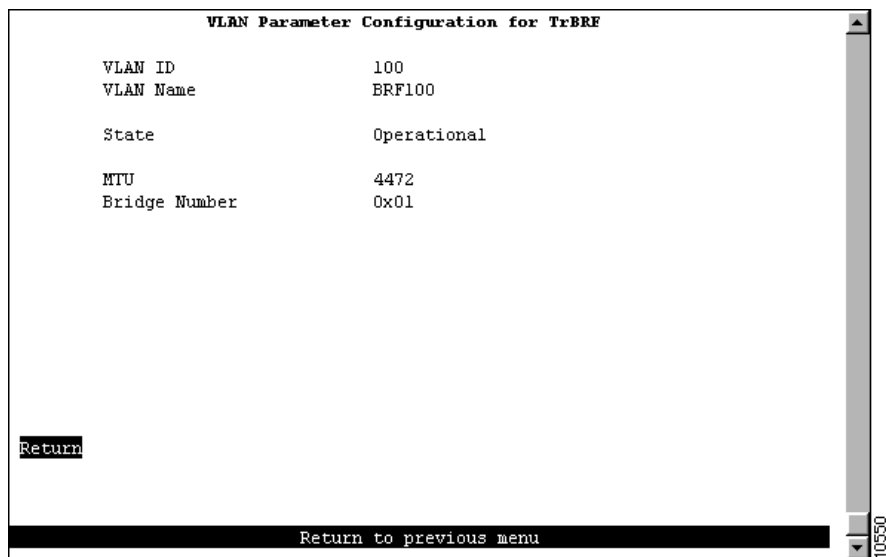 VLAN Parameter Configuration for TrBRF
VLAN ID 100
VLAN Name BRF100
State Operational
MTU 4472
Bridge Number 0x01
Return
Return to previous menu
10550